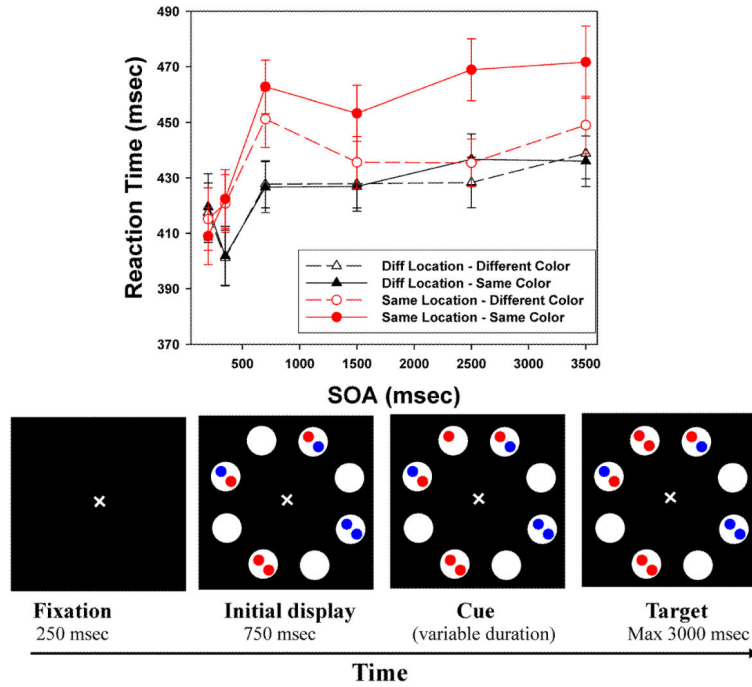 490
470
450
430
410
390
370
Reaction Time (msec)
Diff Location - Different Color
Diff Location - Same Color
Same Location - Different Color
Same Location - Same Color
500 1000 1500 2000 2500 3000 3500
SOA (msec)
Fixation Initial display Cue Target
250 msec 750 msec (variable duration) Max 3000 msec
Time